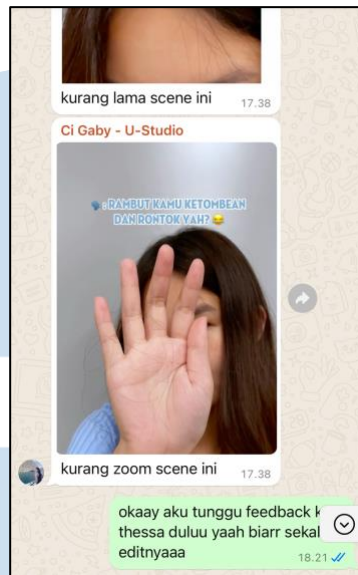 kurang lama scene ini
17.38
Ci Gaby - U-Studio
🗣: RAMBUT KAMU KETOMBEAN
DAN RONTOK YAH? 😂
kurang zoom scene ini
17.38
okaay aku tunggu feedback
thessa duluu yaah biarr
editnyaaa
18.21